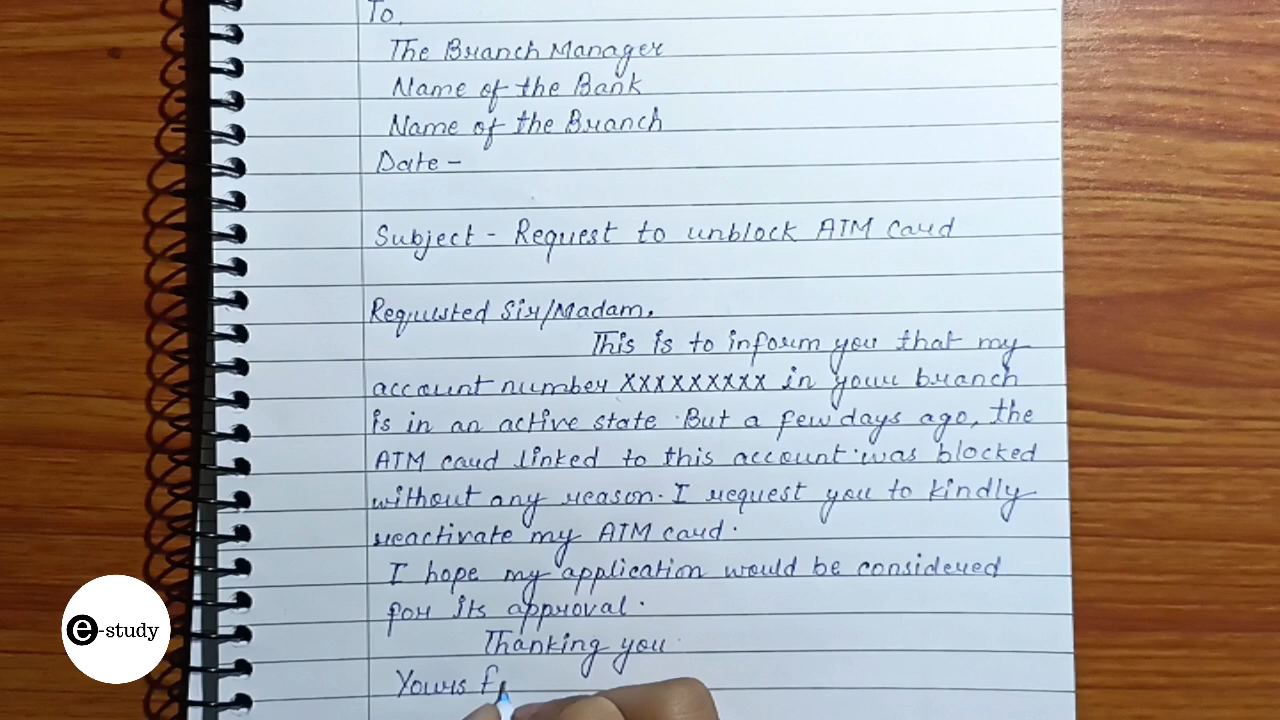 To,
The Branch Manager
Name of the Bank
Name of the Branch
Date -
Subject - Request to unblock ATM card
Requested Sir/Madam,
This is to inform you that my
account number XXXXXXXXXX in your branch
is in an active state. But a few days ago, the
ATM card linked to this account was blocked
without any reason. I request you to kindly
reactivate my ATM card.
I hope my application would be considered
for its approval.
Thanking you
Yours f
e-study